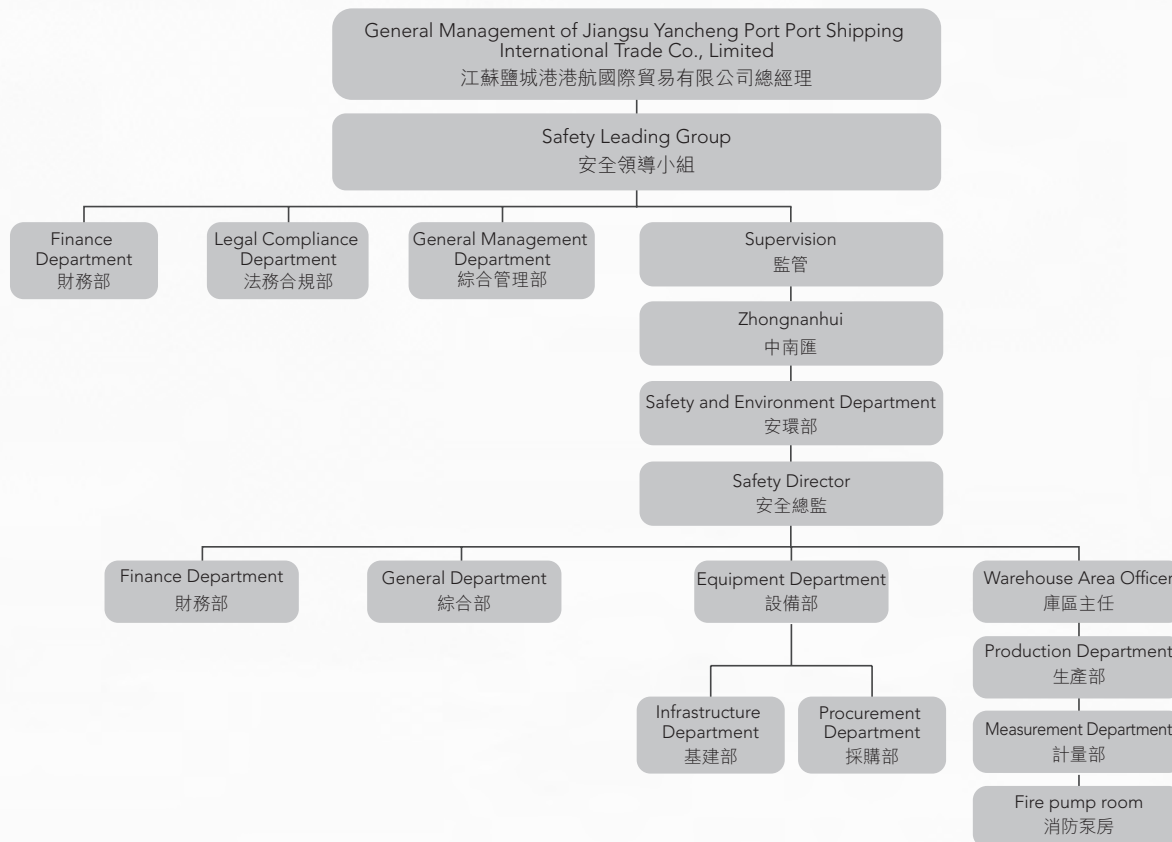 General Management of Jiangsu Yancheng Port Port Shipping
International Trade Co., Limited
江蘇鹽城港港航國際貿易有限公司總經理
Safety Leading Group
安全領導小組
Finance
Department
財務部
Legal Compliance
Department
法務合規部
General Management
Department
綜合管理部
Supervision
監管
Zhongnanhui
中南匯
Safety and Environment Department
安環部
Safety Director
安全總監
Finance Department
財務部
General Department
綜合部
Equipment Department
設備部
Warehouse Area Officer
庫區主任
Production Department
生產部
Infrastructure
Department
基建部
Procurement
Department
採購部
Measurement Department
計量部
Fire pump room
消防泵房